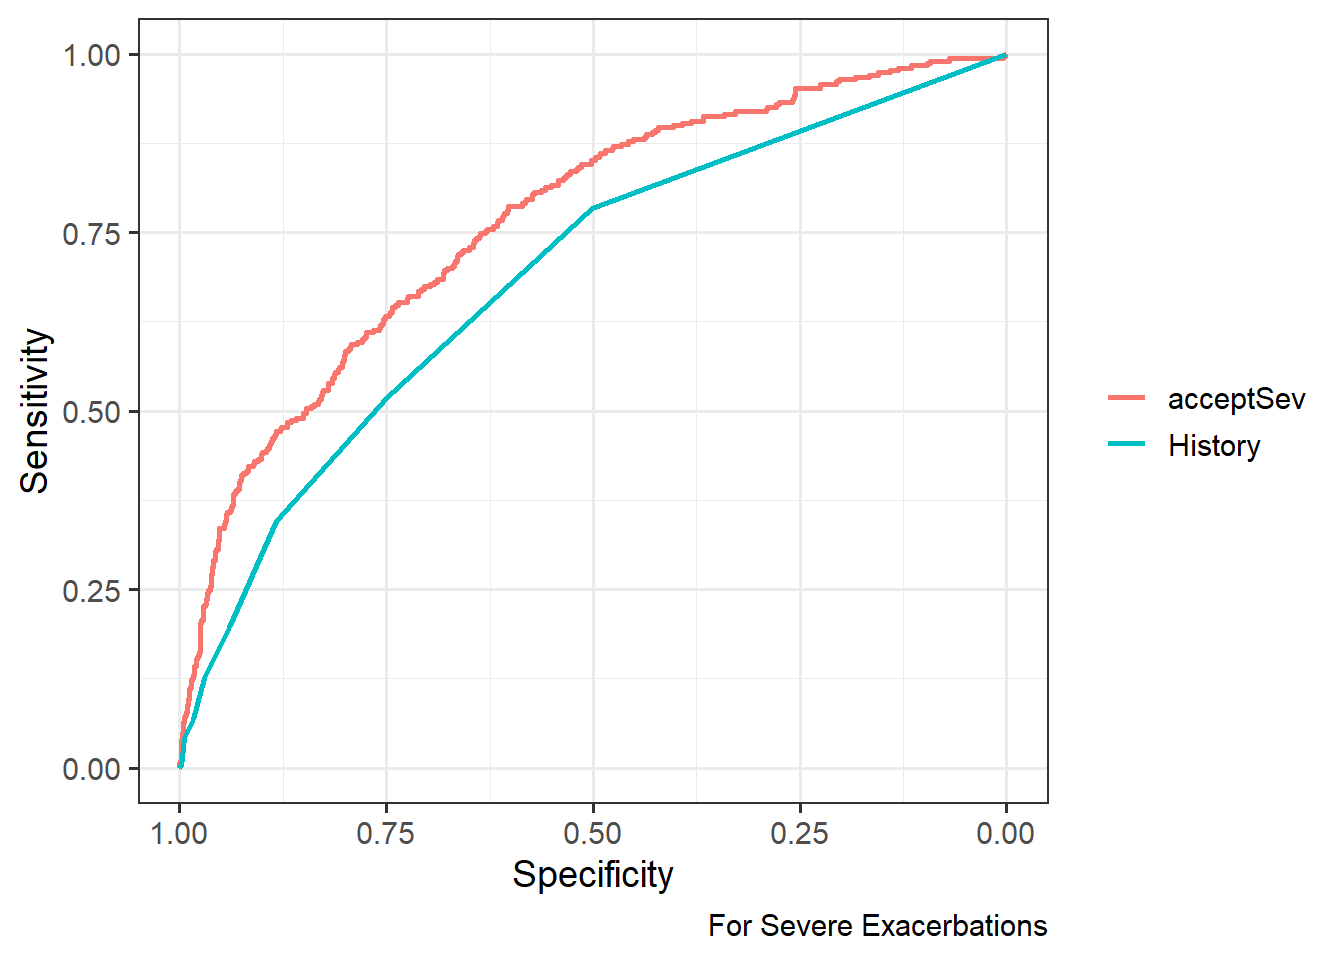 1.00
0.75
0.50
0.25
0.00
Sensitivity
1.00 0.75 0.50 0.25 0.00
Specificity
For Severe Exacerbations
acceptSev
History